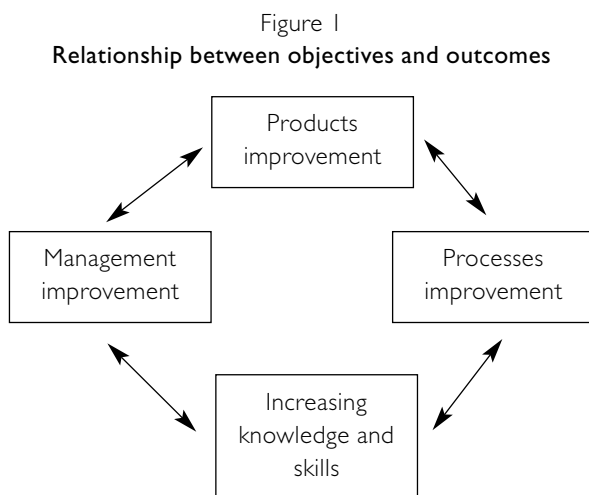 Figure 1
Relationship between objectives and outcomes
Products
improvement
Management
improvement
Processes
improvement
Increasing
knowledge and
skills